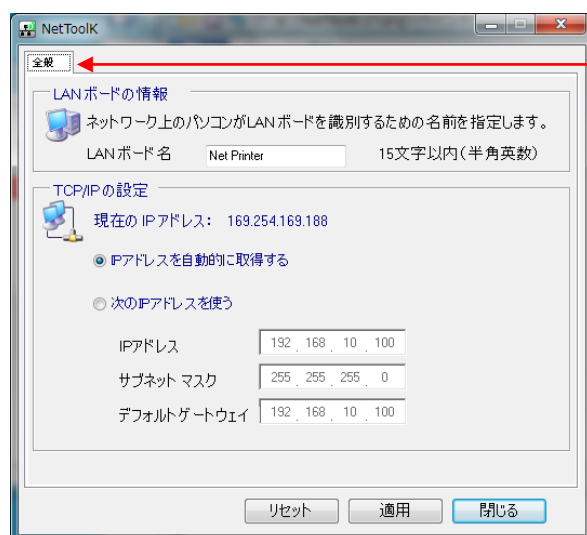 NetToolK
全般
LANボードの情報
ネットワーク上のパソコンがLANボードを識別するための名前を指定します。
LANボード名 Net Printer 15文字以内(半角英数)
TCP/IPの設定
現在のIPアドレス: 169.254.169.188
IPアドレスを自動的に取得する
次のIPアドレスを使う
IPアドレス 192 . 168 . 10 . 100
サブネット マスク 255 . 255 . 255 . 0
デフォルトゲートウェイ 192 . 168 . 10 . 100
リセット 適用 閉じる